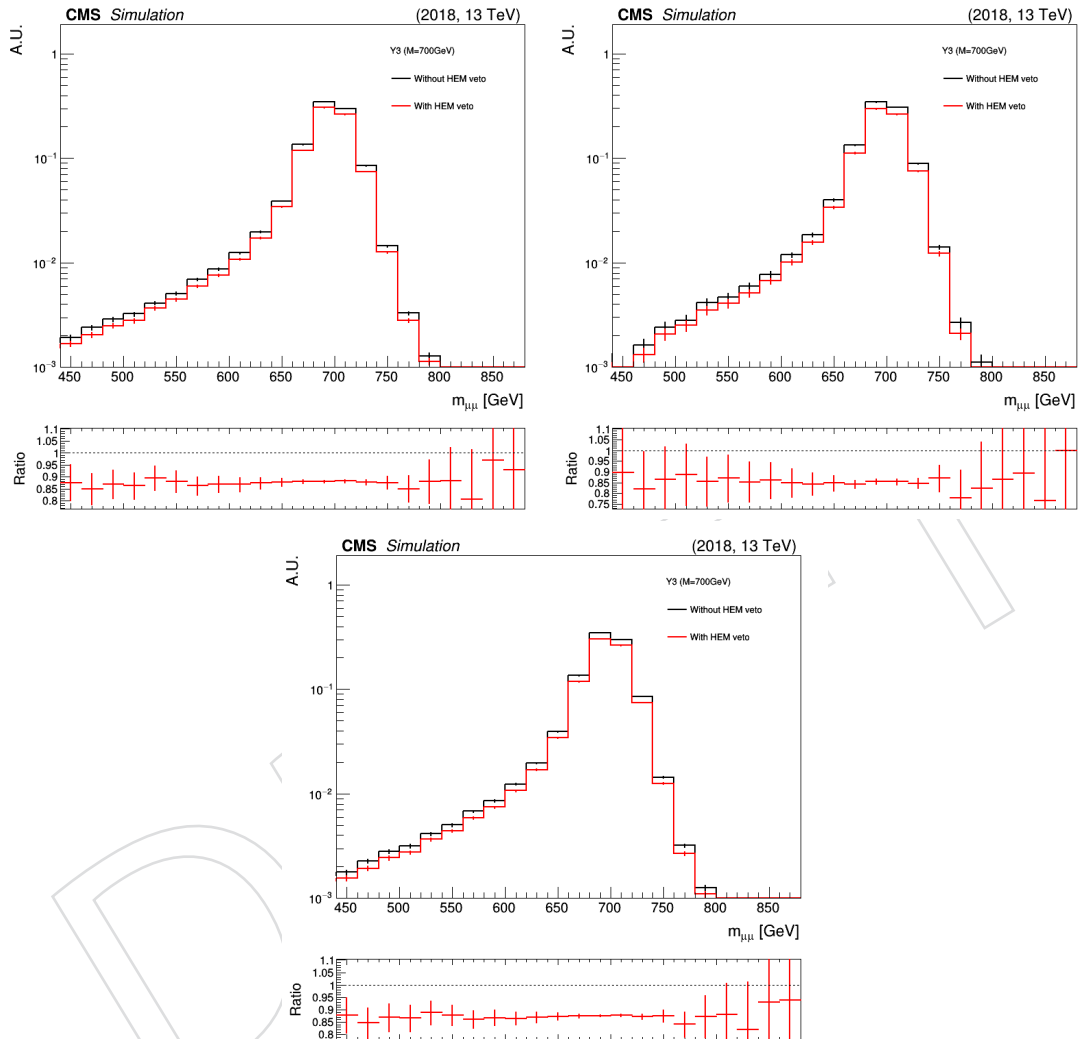 CMS Simulation (2018, 13 TeV)
A.U.
Y3 (M=700GeV)
Without HEM veto
With HEM veto
1
10⁻¹
10⁻²
10⁻³
450 500 550 600 650 700 750 800 850
m_μμ [GeV]
Ratio
1.1
1.05
1
0.95
0.9
0.85
0.8
CMS Simulation (2018, 13 TeV)
A.U.
Y3 (M=700GeV)
Without HEM veto
With HEM veto
1
10⁻¹
10⁻²
10⁻³
450 500 550 600 650 700 750 800 850
m_μμ [GeV]
Ratio
1.1
1.05
1
0.95
0.9
0.85
0.8
0.75
CMS Simulation (2018, 13 TeV)
A.U.
Y3 (M=700GeV)
Without HEM veto
With HEM veto
1
10⁻¹
10⁻²
10⁻³
450 500 550 600 650 700 750 800 850
m_μμ [GeV]
Ratio
1.1
1.05
1
0.95
0.9
0.85
0.8